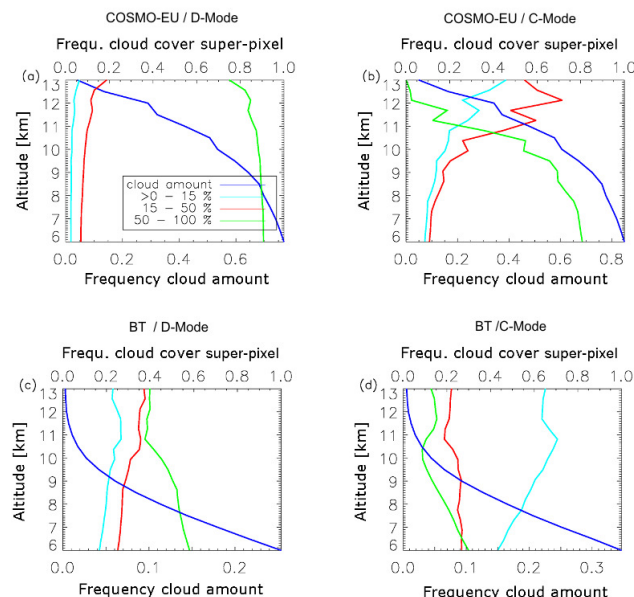 COSMO-EU / D-Mode
Frequ. cloud cover super-pixel
0.0 0.2 0.4 0.6 0.8 1.0
(a)
Altitude [km]
13
12
11
10
9
8
7
6
cloud amount
>0 - 15 %
15 - 50 %
50 - 100 %
0.0 0.2 0.4 0.6
Frequency cloud amount
COSMO-EU / C-Mode
Frequ. cloud cover super-pixel
0.0 0.2 0.4 0.6 0.8 1.0
(b)
Altitude [km]
13
12
11
10
9
8
7
6
0.0 0.2 0.4 0.6 0.8
Frequency cloud amount
BT / D-Mode
Frequ. cloud cover super-pixel
0.0 0.2 0.4 0.6 0.8 1.0
(c)
Altitude [km]
13
12
11
10
9
8
7
6
0.0 0.1 0.2
Frequency cloud amount
BT /C-Mode
Frequ. cloud cover super-pixel
0.0 0.2 0.4 0.6 0.8 1.0
(d)
Altitude [km]
13
12
11
10
9
8
7
6
0.0 0.1 0.2 0.3
Frequency cloud amount